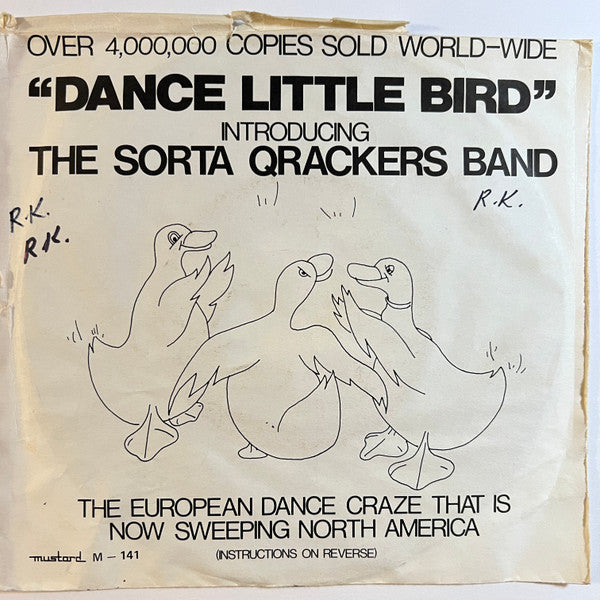 OVER 4,000,000 COPIES SOLD WORLD-WIDE
"DANCE LITTLE BIRD"
INTRODUCING
THE SORTA QRACKERS BAND
R.K.
R.K.
R.K.
THE EUROPEAN DANCE CRAZE THAT IS
NOW SWEEPING NORTH AMERICA
mustard M - 141
(INSTRUCTIONS ON REVERSE)